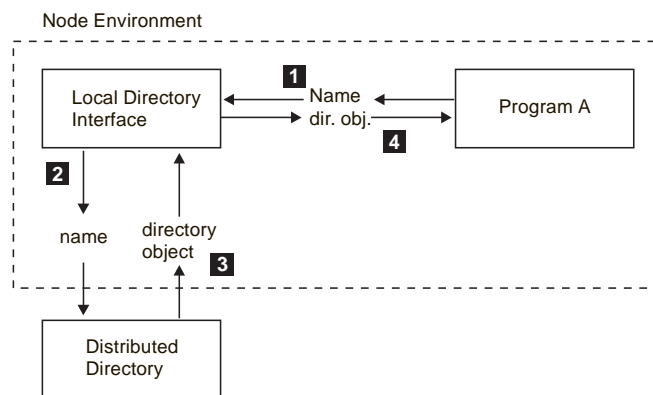 Node Environment
1
Local Directory
Interface
Name
dir. obj.
Program A
4
2
name
directory
object
3
Distributed
Directory